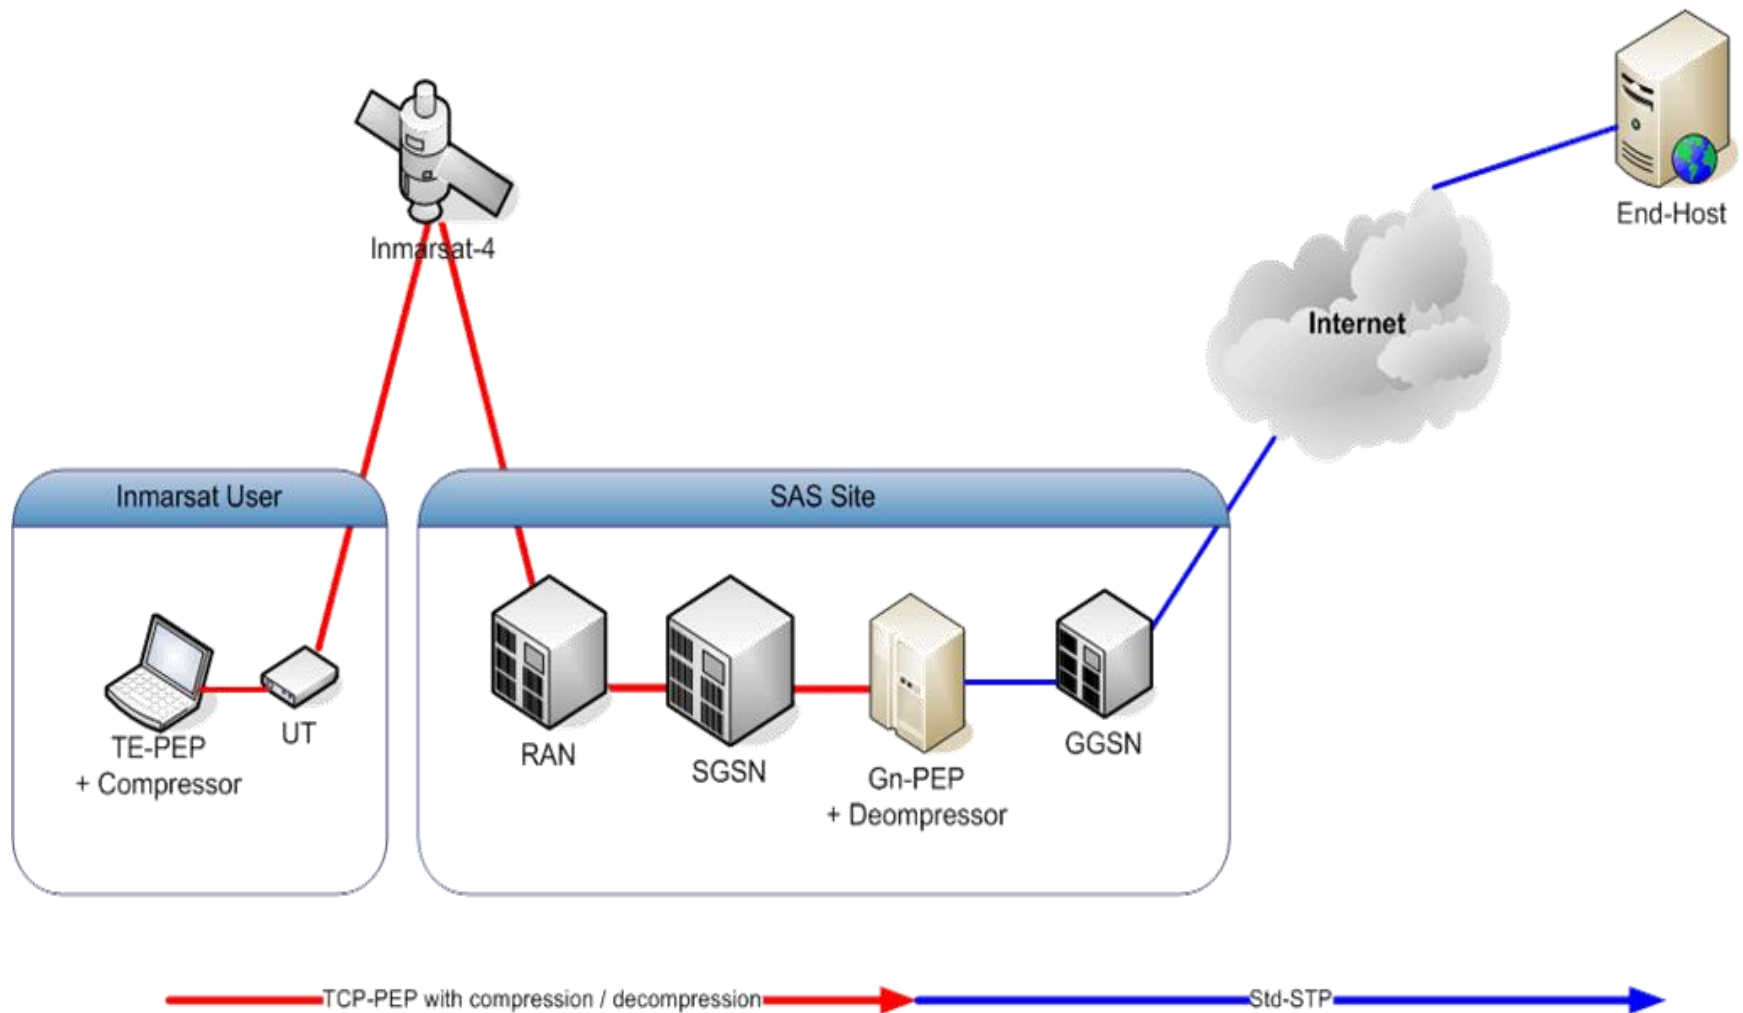 End-Host
Inmarsat-4
Internet
Inmarsat User
SAS Site
TE-PEP
+ Compressor
UT
RAN
SGSN
Gn-PEP
+ Deompressor
GGSN
TCP-PEP with compression / decompression
Std-STP